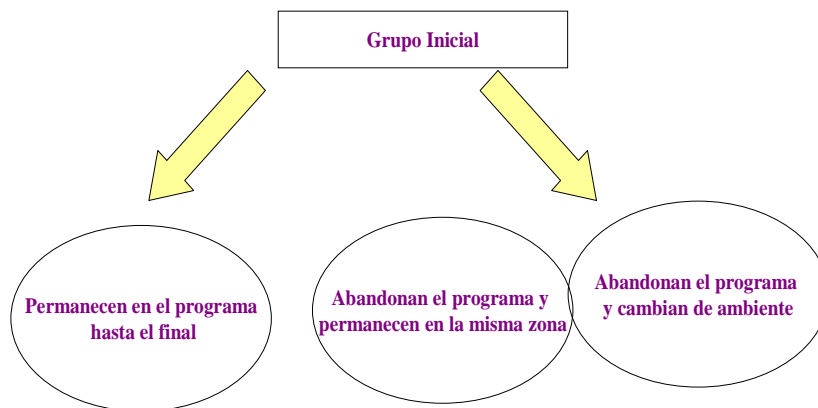 Grupo Inicial
Permanecen en el programa
hasta el final
Abandonan el programa y
permanecen en la misma zona
Abandonan el programa
y cambian de ambiente